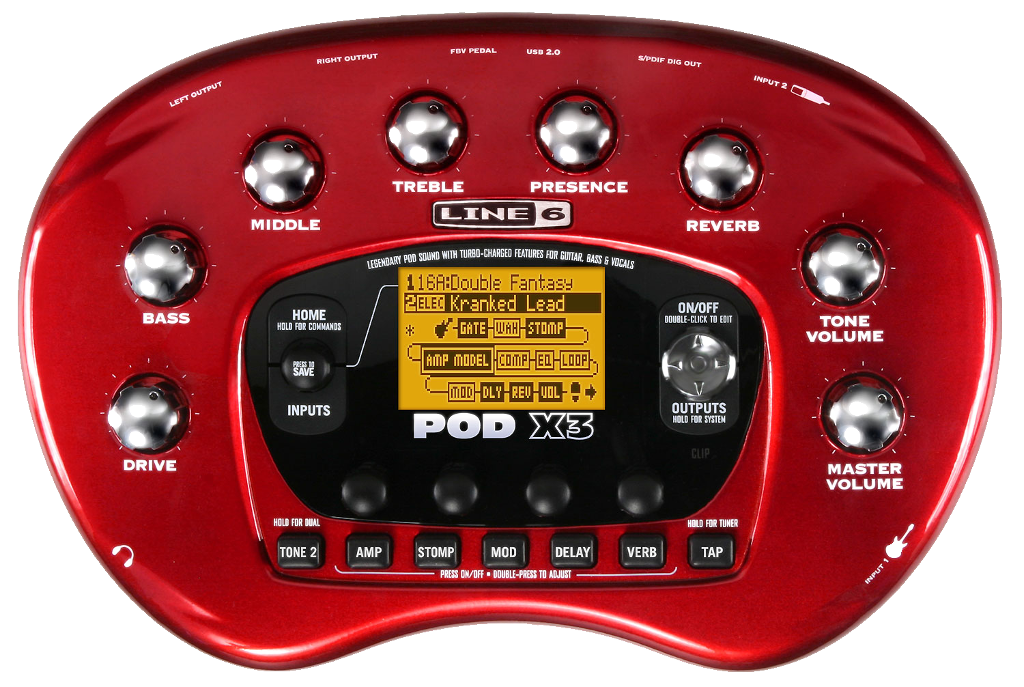 LEFT OUTPUT
RIGHT OUTPUT
FBV PEDAL
USB 2.0
S/PDIF DIG OUT
INPUT 2
TREBLE
PRESENCE
MIDDLE
REVERB
LINE 6
BASS
TONE
VOLUME
DRIVE
MASTER
VOLUME
LEGENDARY POD SOUND WITH TURBO-CHARGED FEATURES FOR GUITAR, BASS & VOCALS
HOME
HOLD FOR COMMANDS
PRESS TO
SAVE
INPUTS
1 16A:Double Fantasy
2 ELEC Kranked Lead
* GATE WAH STOMP
AMP MODEL COMP EQ LOOP
MOD DLY REV VOL
ON/OFF
DOUBLE-CLICK TO EDIT
OUTPUTS
HOLD FOR SYSTEM
CLIP
POD X3
HOLD FOR DUAL
HOLD FOR TUNER
TONE 2
AMP
STOMP
MOD
DELAY
VERB
TAP
PRESS ON/OFF • DOUBLE-PRESS TO ADJUST
INPUT 1